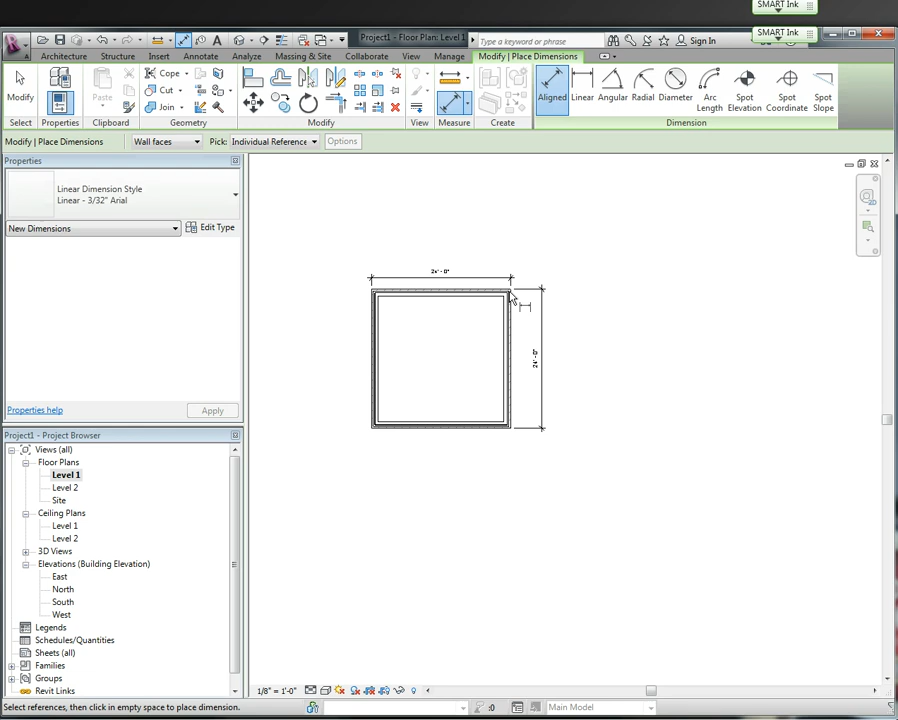 SMART Ink
SMART Ink
Project1 - Floor Plan: Level 1
Type a keyword or phrase
Sign In
Architecture
Structure
Insert
Annotate
Analyze
Massing & Site
Collaborate
View
Manage
Modify | Place Dimensions
Modify
Paste
Cope
Cut
Join
Aligned
Linear
Angular
Radial
Diameter
Arc Length
Spot Elevation
Spot Coordinate
Spot Slope
Select
Properties
Clipboard
Geometry
Modify
View
Measure
Create
Dimension
Modify | Place Dimensions
Wall faces
Pick:
Individual Reference
Options
Properties
Linear Dimension Style
Linear - 3/32" Arial
New Dimensions
Edit Type
Properties help
Apply
24' - 0"
24' - 0"
Project1 - Project Browser
Views (all)
Floor Plans
Level 1
Level 2
Site
Ceiling Plans
Level 1
Level 2
3D Views
Elevations (Building Elevation)
East
North
South
West
Legends
Schedules/Quantities
Sheets (all)
Families
Groups
Revit Links
1/8" = 1'-0"
Select references, then click in empty space to place dimension.
:0
Main Model